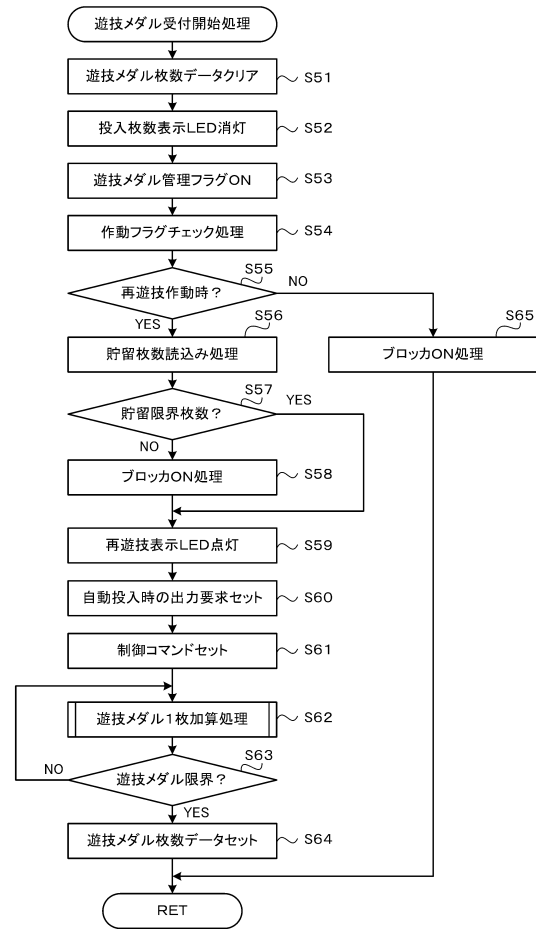 遊技メダル受付開始処理
遊技メダル枚数データクリア
S51
投入枚数表示LED消灯
S52
遊技メダル管理フラグON
S53
作動フラグチェック処理
S54
再遊技作動時？
S55
NO
YES
貯留枚数読込み処理
S56
ブロッカON処理
S65
貯留限界枚数？
S57
YES
NO
ブロッカON処理
S58
再遊技表示LED点灯
S59
自動投入時の出力要求セット
S60
制御コマンドセット
S61
遊技メダル1枚加算処理
S62
遊技メダル限界？
S63
NO
YES
遊技メダル枚数データセット
S64
RET